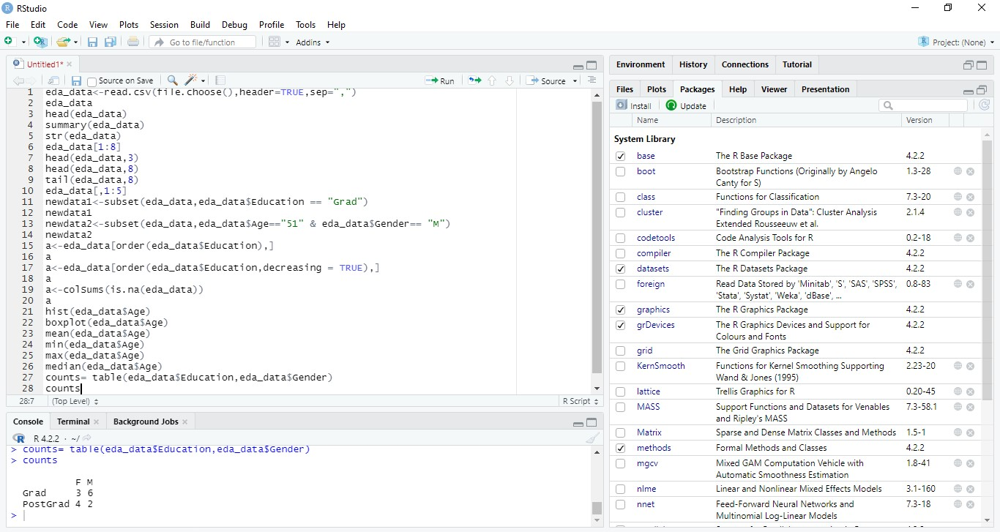 RStudio
File Edit Code View Plots Session Build Debug Profile Tools Help
Go to file/function Addins Project: (None)
Untitled1*
Source on Save Run Source
1 eda_data<-read.csv(file.choose(),header=TRUE,sep=",")
2 eda_data
3 head(eda_data)
4 summary(eda_data)
5 str(eda_data)
6 eda_data[1:8]
7 head(eda_data,3)
8 head(eda_data,8)
9 tail(eda_data,8)
10 eda_data[,1:5]
11 newdata1<-subset(eda_data,eda_data$Education == "Grad")
12 newdata1
13 newdata2<-subset(eda_data,eda_data$Age=="51" & eda_data$Gender== "M")
14 newdata2
15 a<-eda_data[order(eda_data$Education),]
16 a
17 a<-eda_data[order(eda_data$Education,decreasing = TRUE),]
18 a
19 a<-colSums(is.na(eda_data))
20 a
21 hist(eda_data$Age)
22 boxplot(eda_data$Age)
23 mean(eda_data$Age)
24 min(eda_data$Age)
25 max(eda_data$Age)
26 median(eda_data$Age)
27 counts= table(eda_data$Education,eda_data$Gender)
28 counts
28:7 (Top Level) R Script
Console Terminal Background Jobs
R 4.2.2 · ~/
> counts= table(eda_data$Education,eda_data$Gender)
> counts
F M
Grad 3 6
PostGrad 4 2
>
Environment History Connections Tutorial
Files Plots Packages Help Viewer Presentation
Install Update
Name Description Version
System Library
base The R Base Package 4.2.2
boot Bootstrap Functions (Originally by Angelo 1.3-28
Canty for S)
class Functions for Classification 7.3-20
cluster "Finding Groups in Data": Cluster Analysis 2.1.4
Extended Rousseeuw et al.
codetools Code Analysis Tools for R 0.2-18
compiler The R Compiler Package 4.2.2
datasets The R Datasets Package 4.2.2
foreign Read Data Stored by 'Minitab', 'S', 'SAS', 'SPSS', 0.8-83
'Stata', 'Systat', 'Weka', 'dBase', ...
graphics The R Graphics Package 4.2.2
grDevices The R Graphics Devices and Support for 4.2.2
Colours and Fonts
grid The Grid Graphics Package 4.2.2
KernSmooth Functions for Kernel Smoothing Supporting 2.23-20
Wand & Jones (1995)
lattice Trellis Graphics for R 0.20-45
MASS Support Functions and Datasets for Venables 7.3-58.1
and Ripley's MASS
Matrix Sparse and Dense Matrix Classes and Methods 1.5-1
methods Formal Methods and Classes 4.2.2
mgcv Mixed GAM Computation Vehicle with 1.8-41
Automatic Smoothness Estimation
nlme Linear and Nonlinear Mixed Effects Models 3.1-160
nnet Feed-Forward Neural Networks and 7.3-18
Multinomial Log-Linear Models